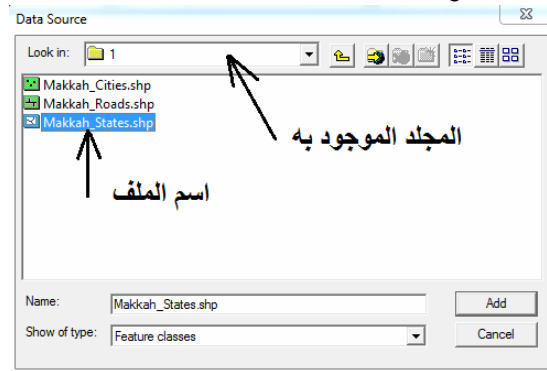 Data Source
Look in: 1
Makkah_Cities.shp
Makkah_Roads.shp
Makkah_States.shp
المجلد الموجود به
اسم الملف
Name: Makkah_States.shp Add
Show of type: Feature classes Cancel